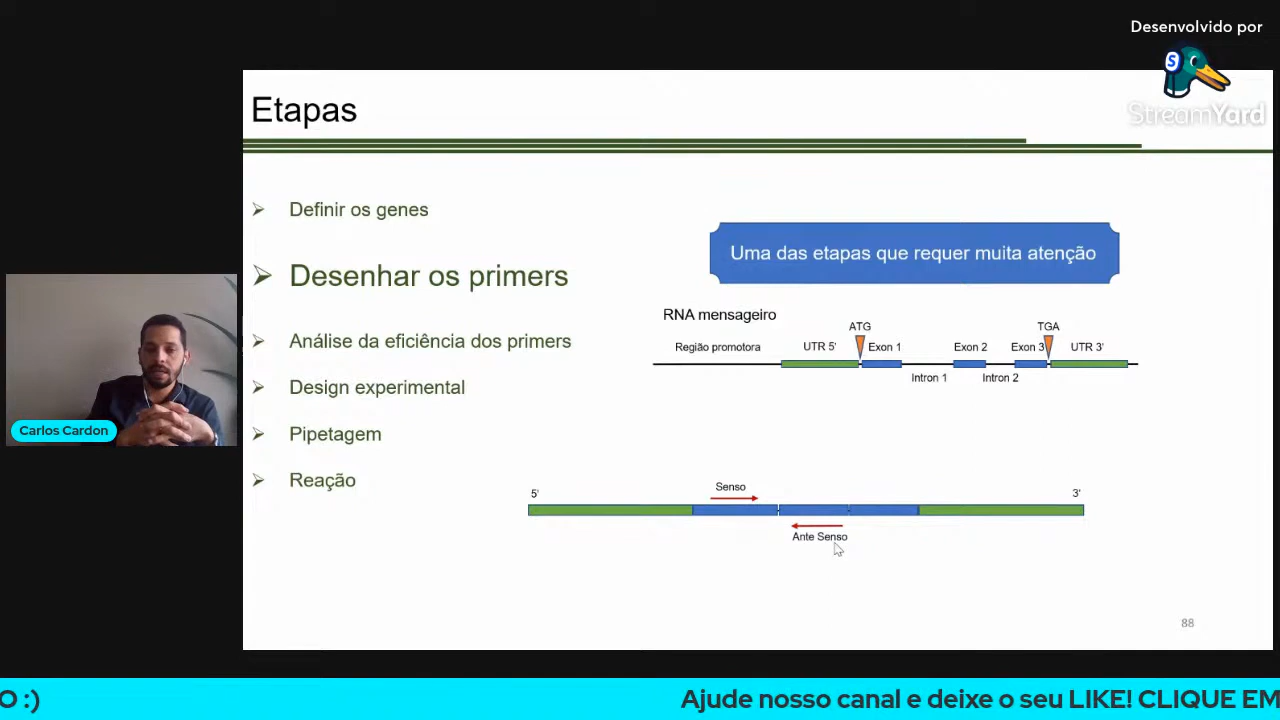 Desenvolvido por
S
StreamYard
Etapas
Definir os genes
Desenhar os primers
Análise da eficiência dos primers
Design experimental
Pipetagem
Reação
Uma das etapas que requer muita atenção
RNA mensageiro
ATG
TGA
Região promotora
UTR 5'
Exon 1
Exon 2
Exon 3
UTR 3'
Intron 1
Intron 2
5'
Senso
3'
Ante Senso
88
Carlos Cardon
O :)
Ajude nosso canal e deixe o seu LIKE! CLIQUE EM